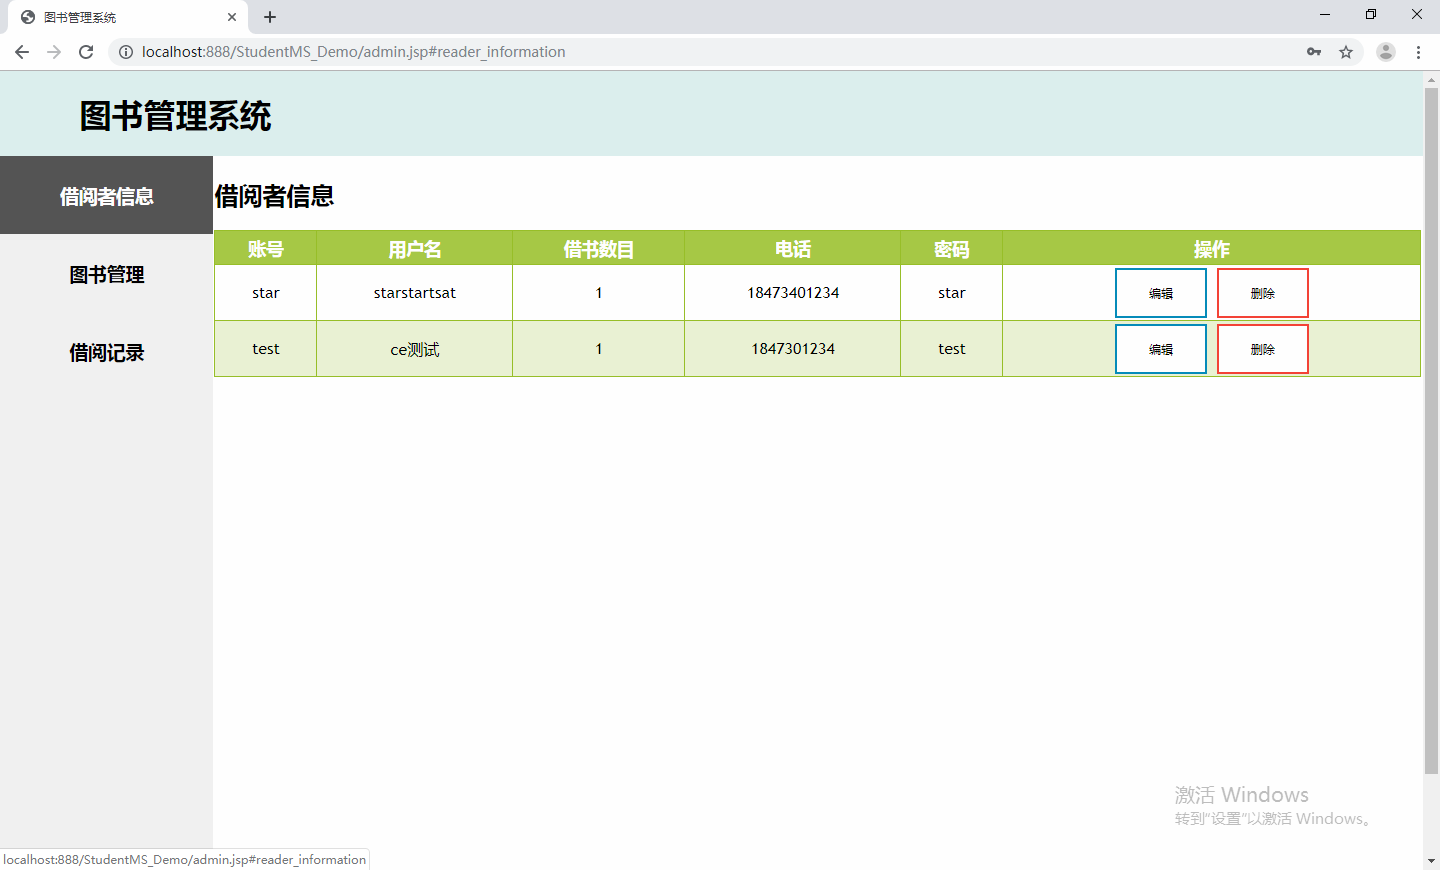 图书管理系统
localhost:888/StudentMS_Demo/admin.jsp#reader_information
图书管理系统
借阅者信息
图书管理
借阅记录
借阅者信息
账号 用户名 借书数目 电话 密码 操作
star starstartsat 1 18473401234 star 编辑 删除
test ce测试 1 1847301234 test 编辑 删除
激活 Windows
转到"设置"以激活 Windows。
localhost:888/StudentMS_Demo/admin.jsp#reader_information